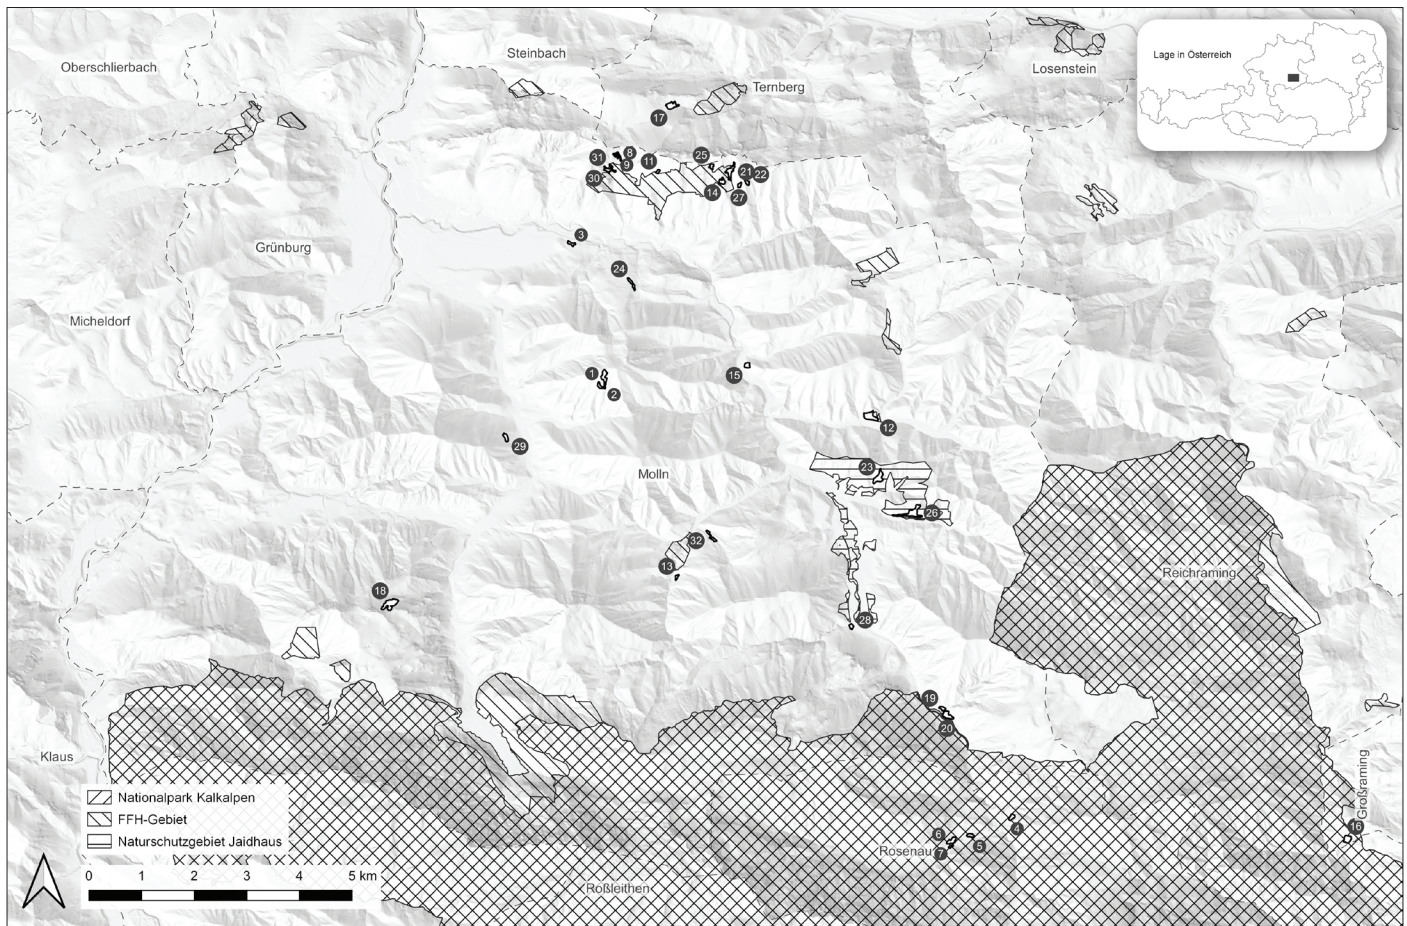 Steinbach
Oberschlierbach
Losenstein
Lage in Österreich
Ternberg
17
31
8
9
11
25
30
14
21
22
27
3
Grünburg
24
Micheldorf
1
2
15
12
29
23
Molln
26
32
13
Reichraming
18
28
19
20
Klaus
Großraming
Nationalpark Kalkalpen
FFH-Gebiet
Naturschutzgebiet Jaidhaus
4
16
6
5
Rosenau
7
0 1 2 3 4 5 km
Roßleithen